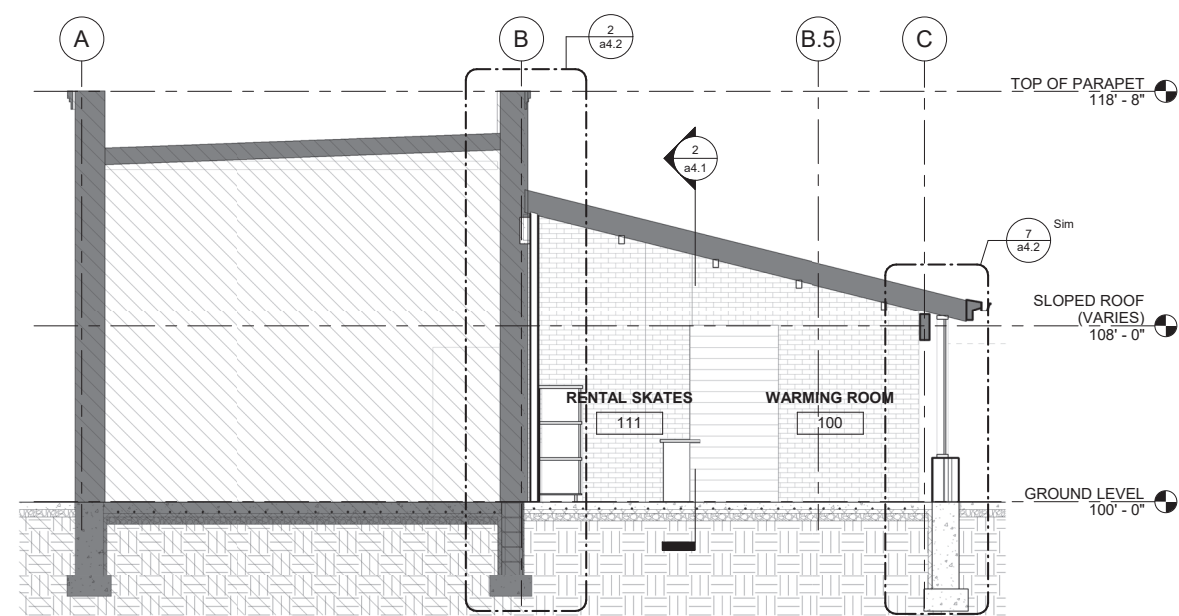 2
a4.2
A
B
B.5
C
TOP OF PARAPET
118' - 8"
2
a4.1
7
a4.2
Sim
SLOPED ROOF
(VARIES)
108' - 0"
RENTAL SKATES
111
WARMING ROOM
100
GROUND LEVEL
100' - 0"